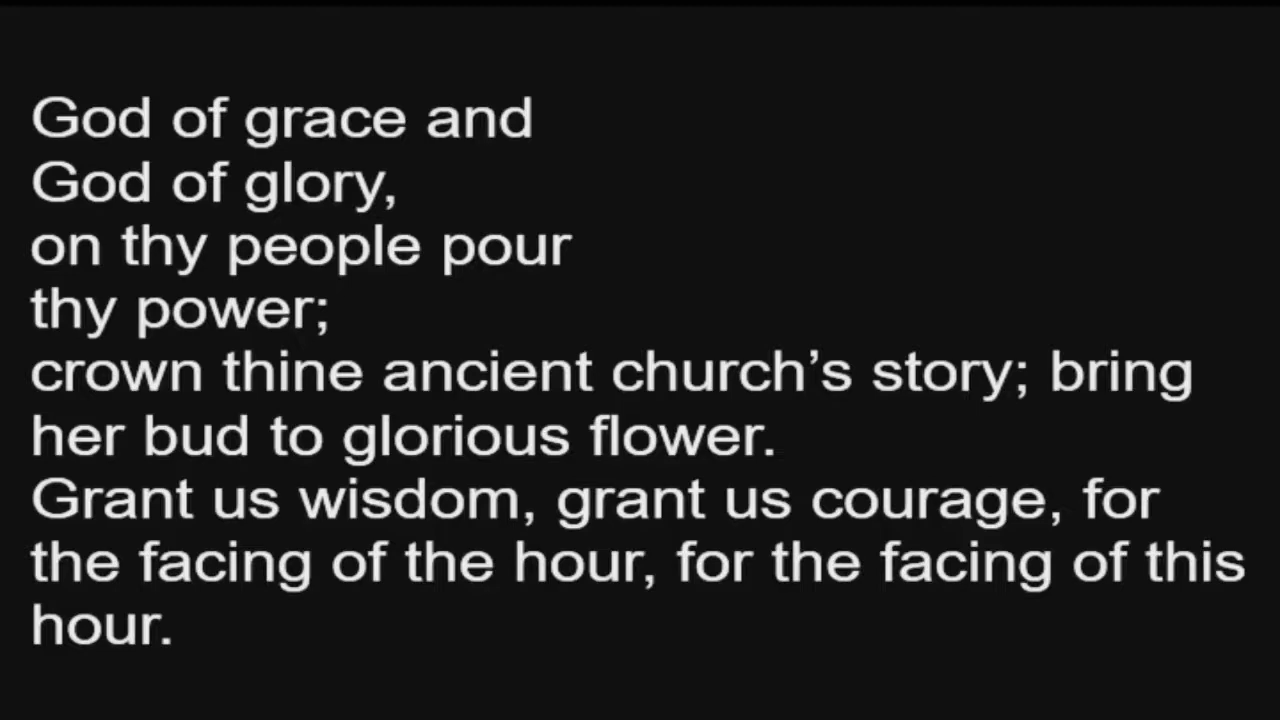 God of grace and
God of glory,
on thy people pour
thy power;
crown thine ancient church’s story; bring
her bud to glorious flower.
Grant us wisdom, grant us courage, for
the facing of the hour, for the facing of this
hour.